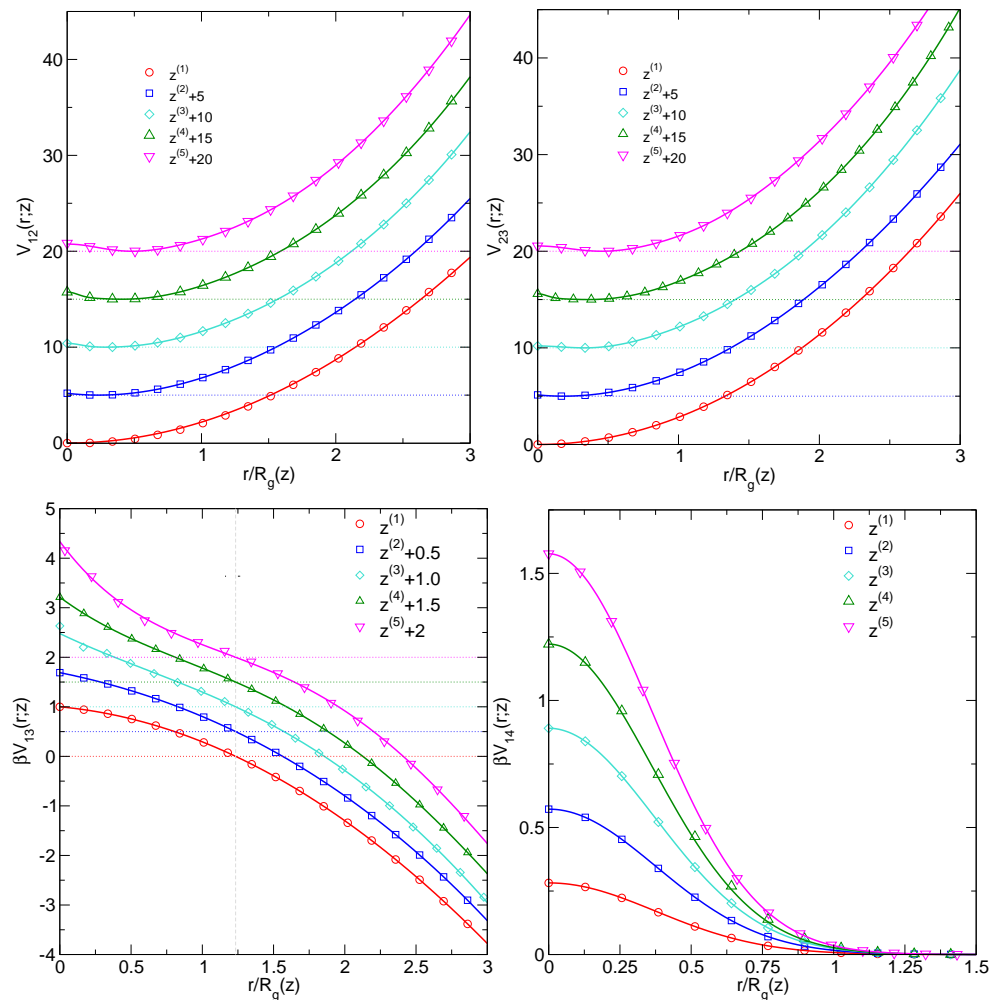 40
30
20
10
0
V₁₂(r;z)
z⁽¹⁾
z⁽²⁾+5
z⁽³⁾+10
z⁽⁴⁾+15
z⁽⁵⁾+20
0 1 2 3
r/R_g(z)
40
30
20
10
0
V₂₃(r;z)
z⁽¹⁾
z⁽²⁾+5
z⁽³⁾+10
z⁽⁴⁾+15
z⁽⁵⁾+20
0 1 2 3
r/R_g(z)
5
4
3
2
1
0
-1
-2
-3
-4
βV₁₃(r;z)
z⁽¹⁾
z⁽²⁾+0.5
z⁽³⁾+1.0
z⁽⁴⁾+1.5
z⁽⁵⁾+2
0 0.5 1 1.5 2 2.5 3
r/R_g(z)
1.5
1
0.5
0
βV₁₄(r;z)
z⁽¹⁾
z⁽²⁾
z⁽³⁾
z⁽⁴⁾
z⁽⁵⁾
0 0.25 0.5 0.75 1 1.25 1.5
r/R_g(z)